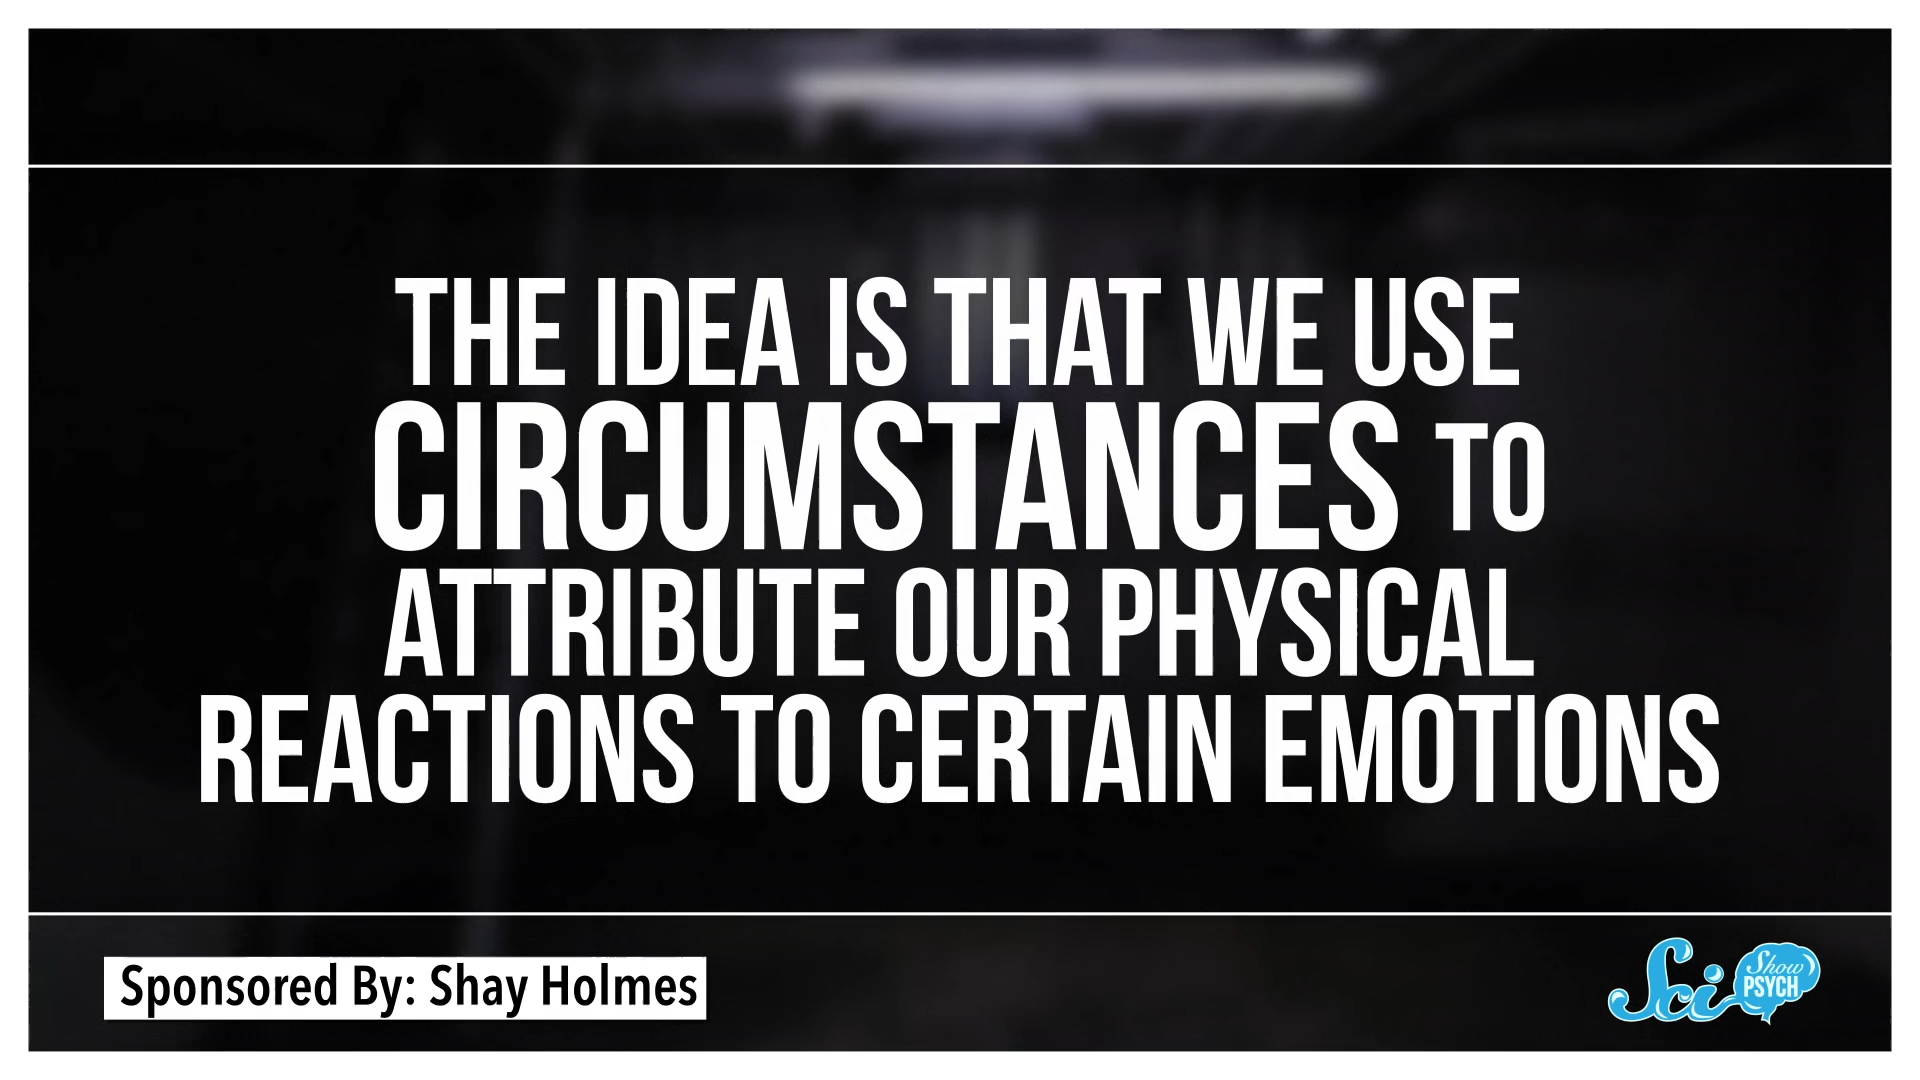 THE IDEA IS THAT WE USE
CIRCUMSTANCES TO
ATTRIBUTE OUR PHYSICAL
REACTIONS TO CERTAIN EMOTIONS
Sponsored By: Shay Holmes
Sci Show PSYCH